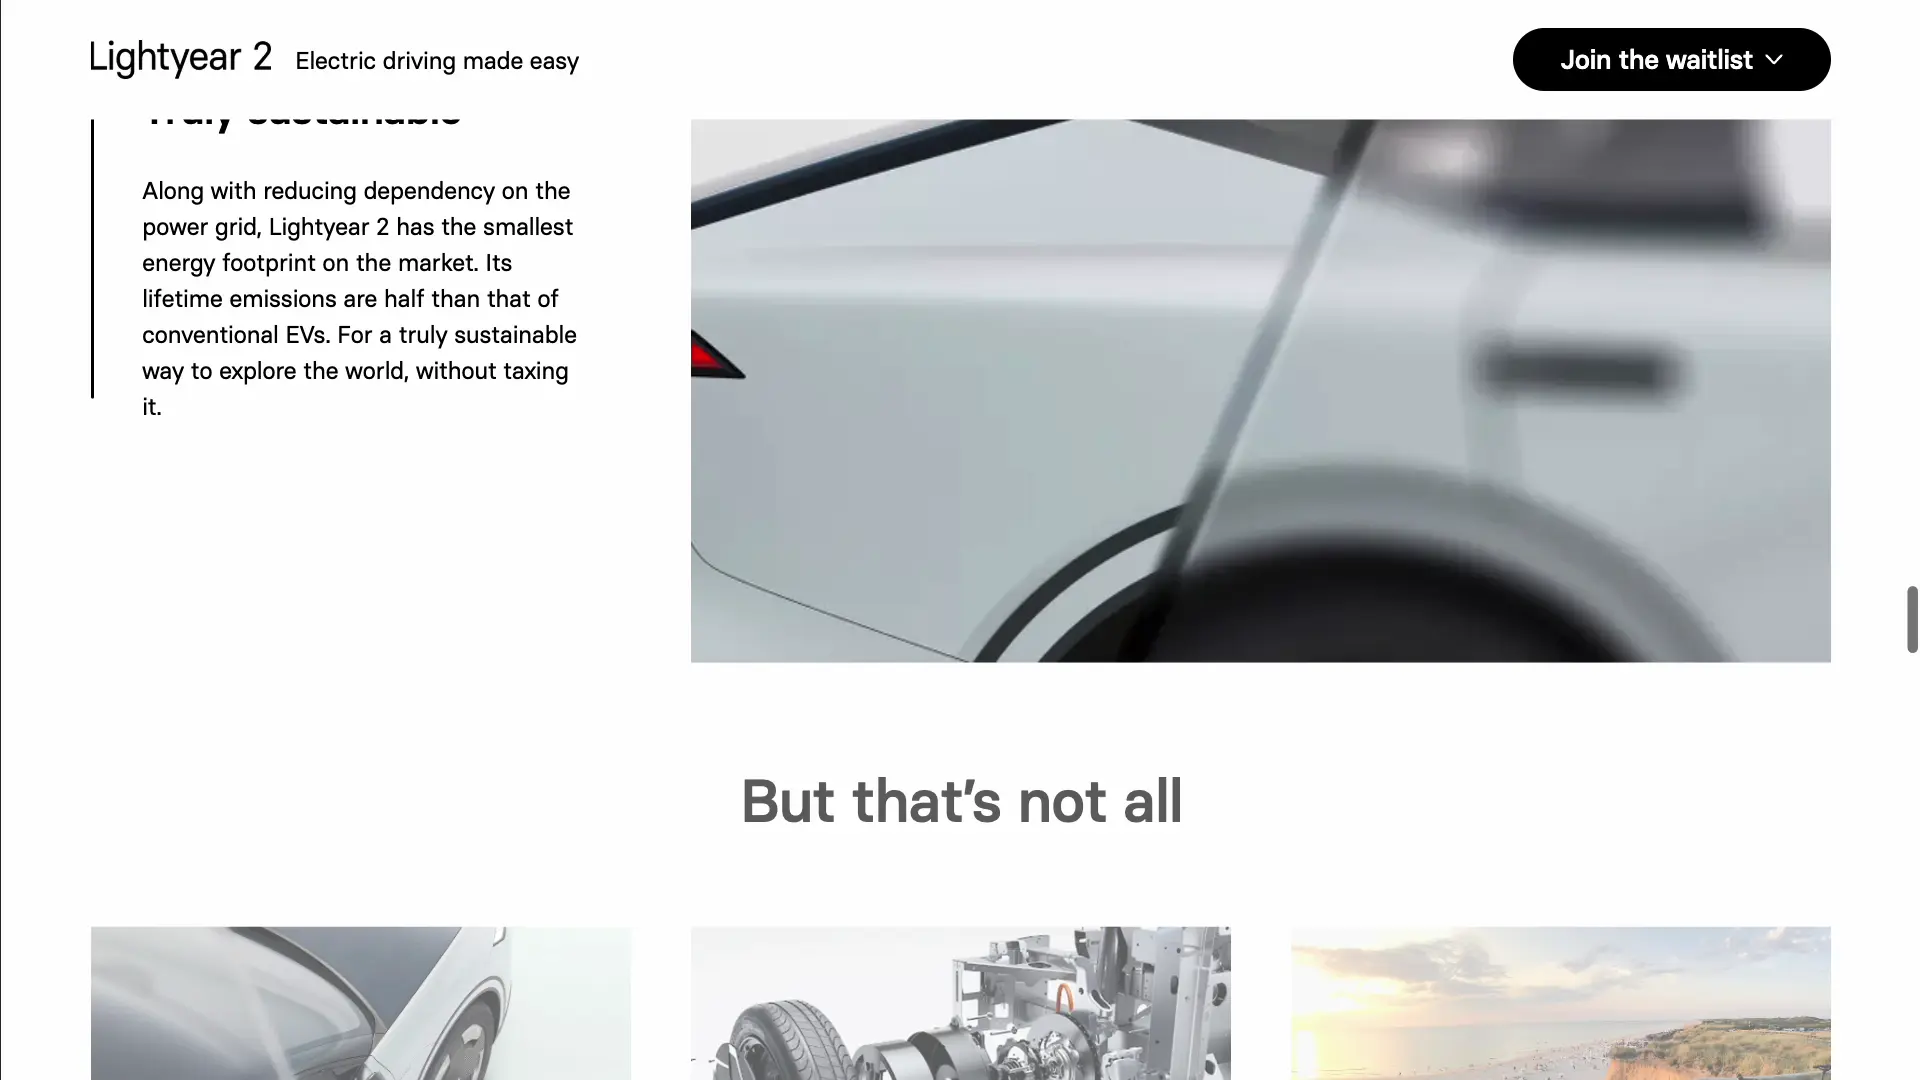 Lightyear 2 Electric driving made easy
Join the waitlist
Truly sustainable
Along with reducing dependency on the
power grid, Lightyear 2 has the smallest
energy footprint on the market. Its
lifetime emissions are half than that of
conventional EVs. For a truly sustainable
way to explore the world, without taxing
it.
But that’s not all